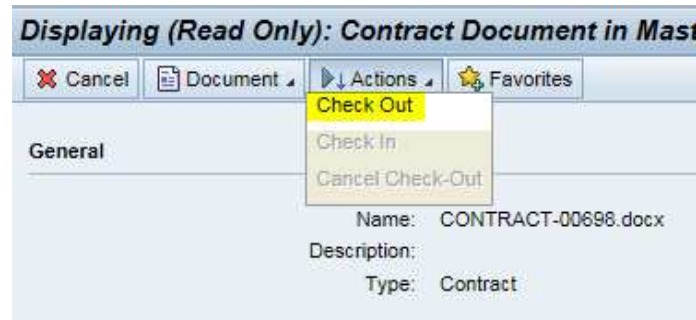 Displaying (Read Only): Contract Document in Mast
Cancel Document Actions Favorites
Check Out
General
Check In
Cancel Check-Out
Name: CONTRACT-00698.docx
Description:
Type: Contract